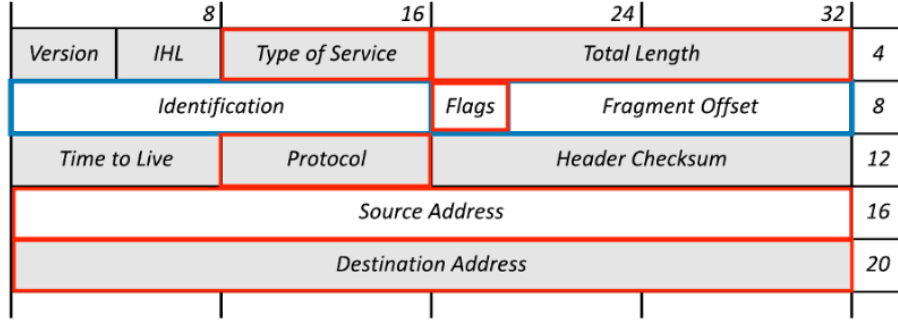 8 16 24 32
Version IHL Type of Service Total Length 4
Identification Flags Fragment Offset 8
Time to Live Protocol Header Checksum 12
Source Address 16
Destination Address 20